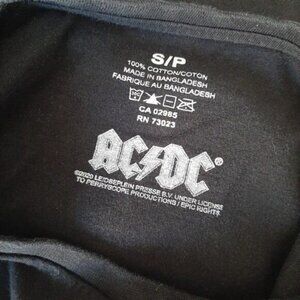 S/P
100% COTTON/COTON
MADE IN BANGLADESH
FABRIQUE AU BANGLADESH
CA 02985
RN 73023
AC⚡DC®
©2020 LEIDSEPLEIN PRESSE B.V. UNDER LICENSE
TO PERRYSCOPE PRODUCTIONS / EPIC RIGHTS